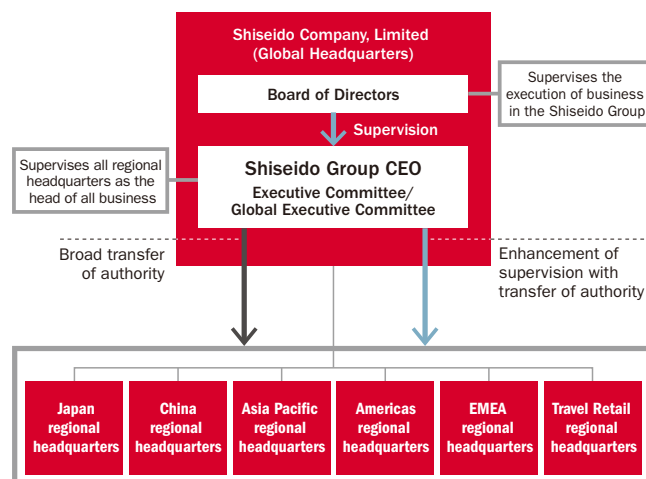 Shiseido Company, Limited
(Global Headquarters)
Board of Directors
Supervises the
execution of business
in the Shiseido Group
Supervision
Supervises all regional
headquarters as the
head of all business
Shiseido Group CEO
Executive Committee/
Global Executive Committee
Broad transfer
of authority
Enhancement of
supervision with
transfer of authority
Japan
regional
headquarters
China
regional
headquarters
Asia Pacific
regional
headquarters
Americas
regional
headquarters
EMEA
regional
headquarters
Travel Retail
regional
headquarters